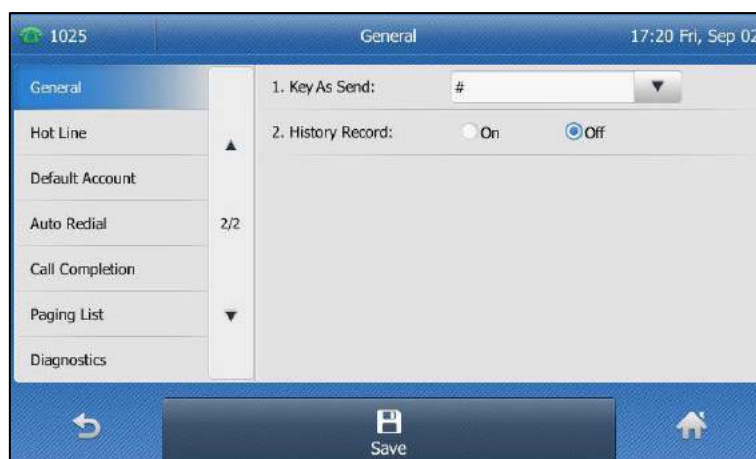 1025 General 17:20 Fri, Sep 02
General
1. Key As Send: #
Hot Line
2. History Record: On Off
Default Account
Auto Redial
2/2
Call Completion
Paging List
Diagnostics
Save